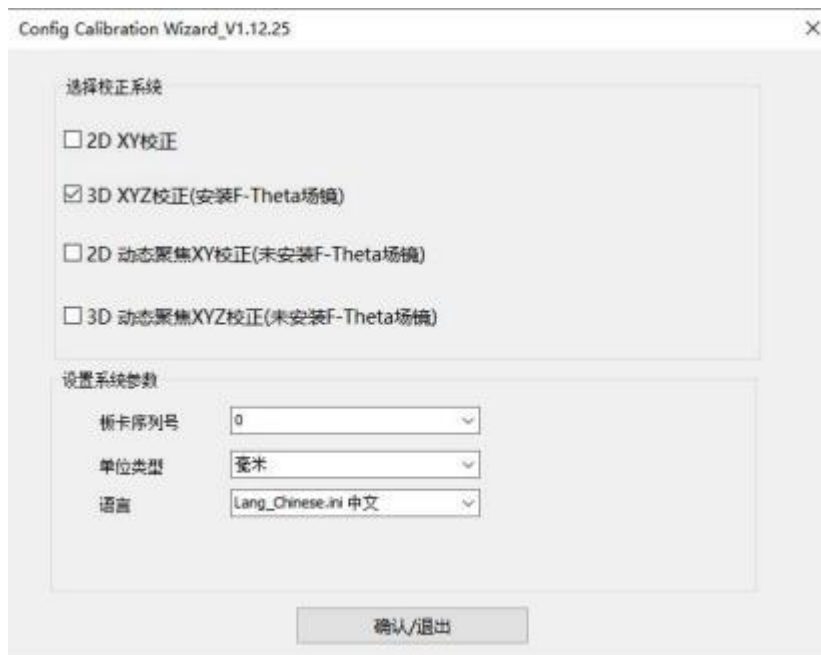 Config Calibration Wizard_V1.12.25
选择校正系统
2D XY校正
3D XYZ校正(安装F-Theta场镜)
2D 动态聚焦XY校正(未安装F-Theta场镜)
3D 动态聚焦XYZ校正(未安装F-Theta场镜)
设置系统参数
板卡序列号 0
单位类型 毫米
语言 Lang_Chinese.ini 中文
确认/退出